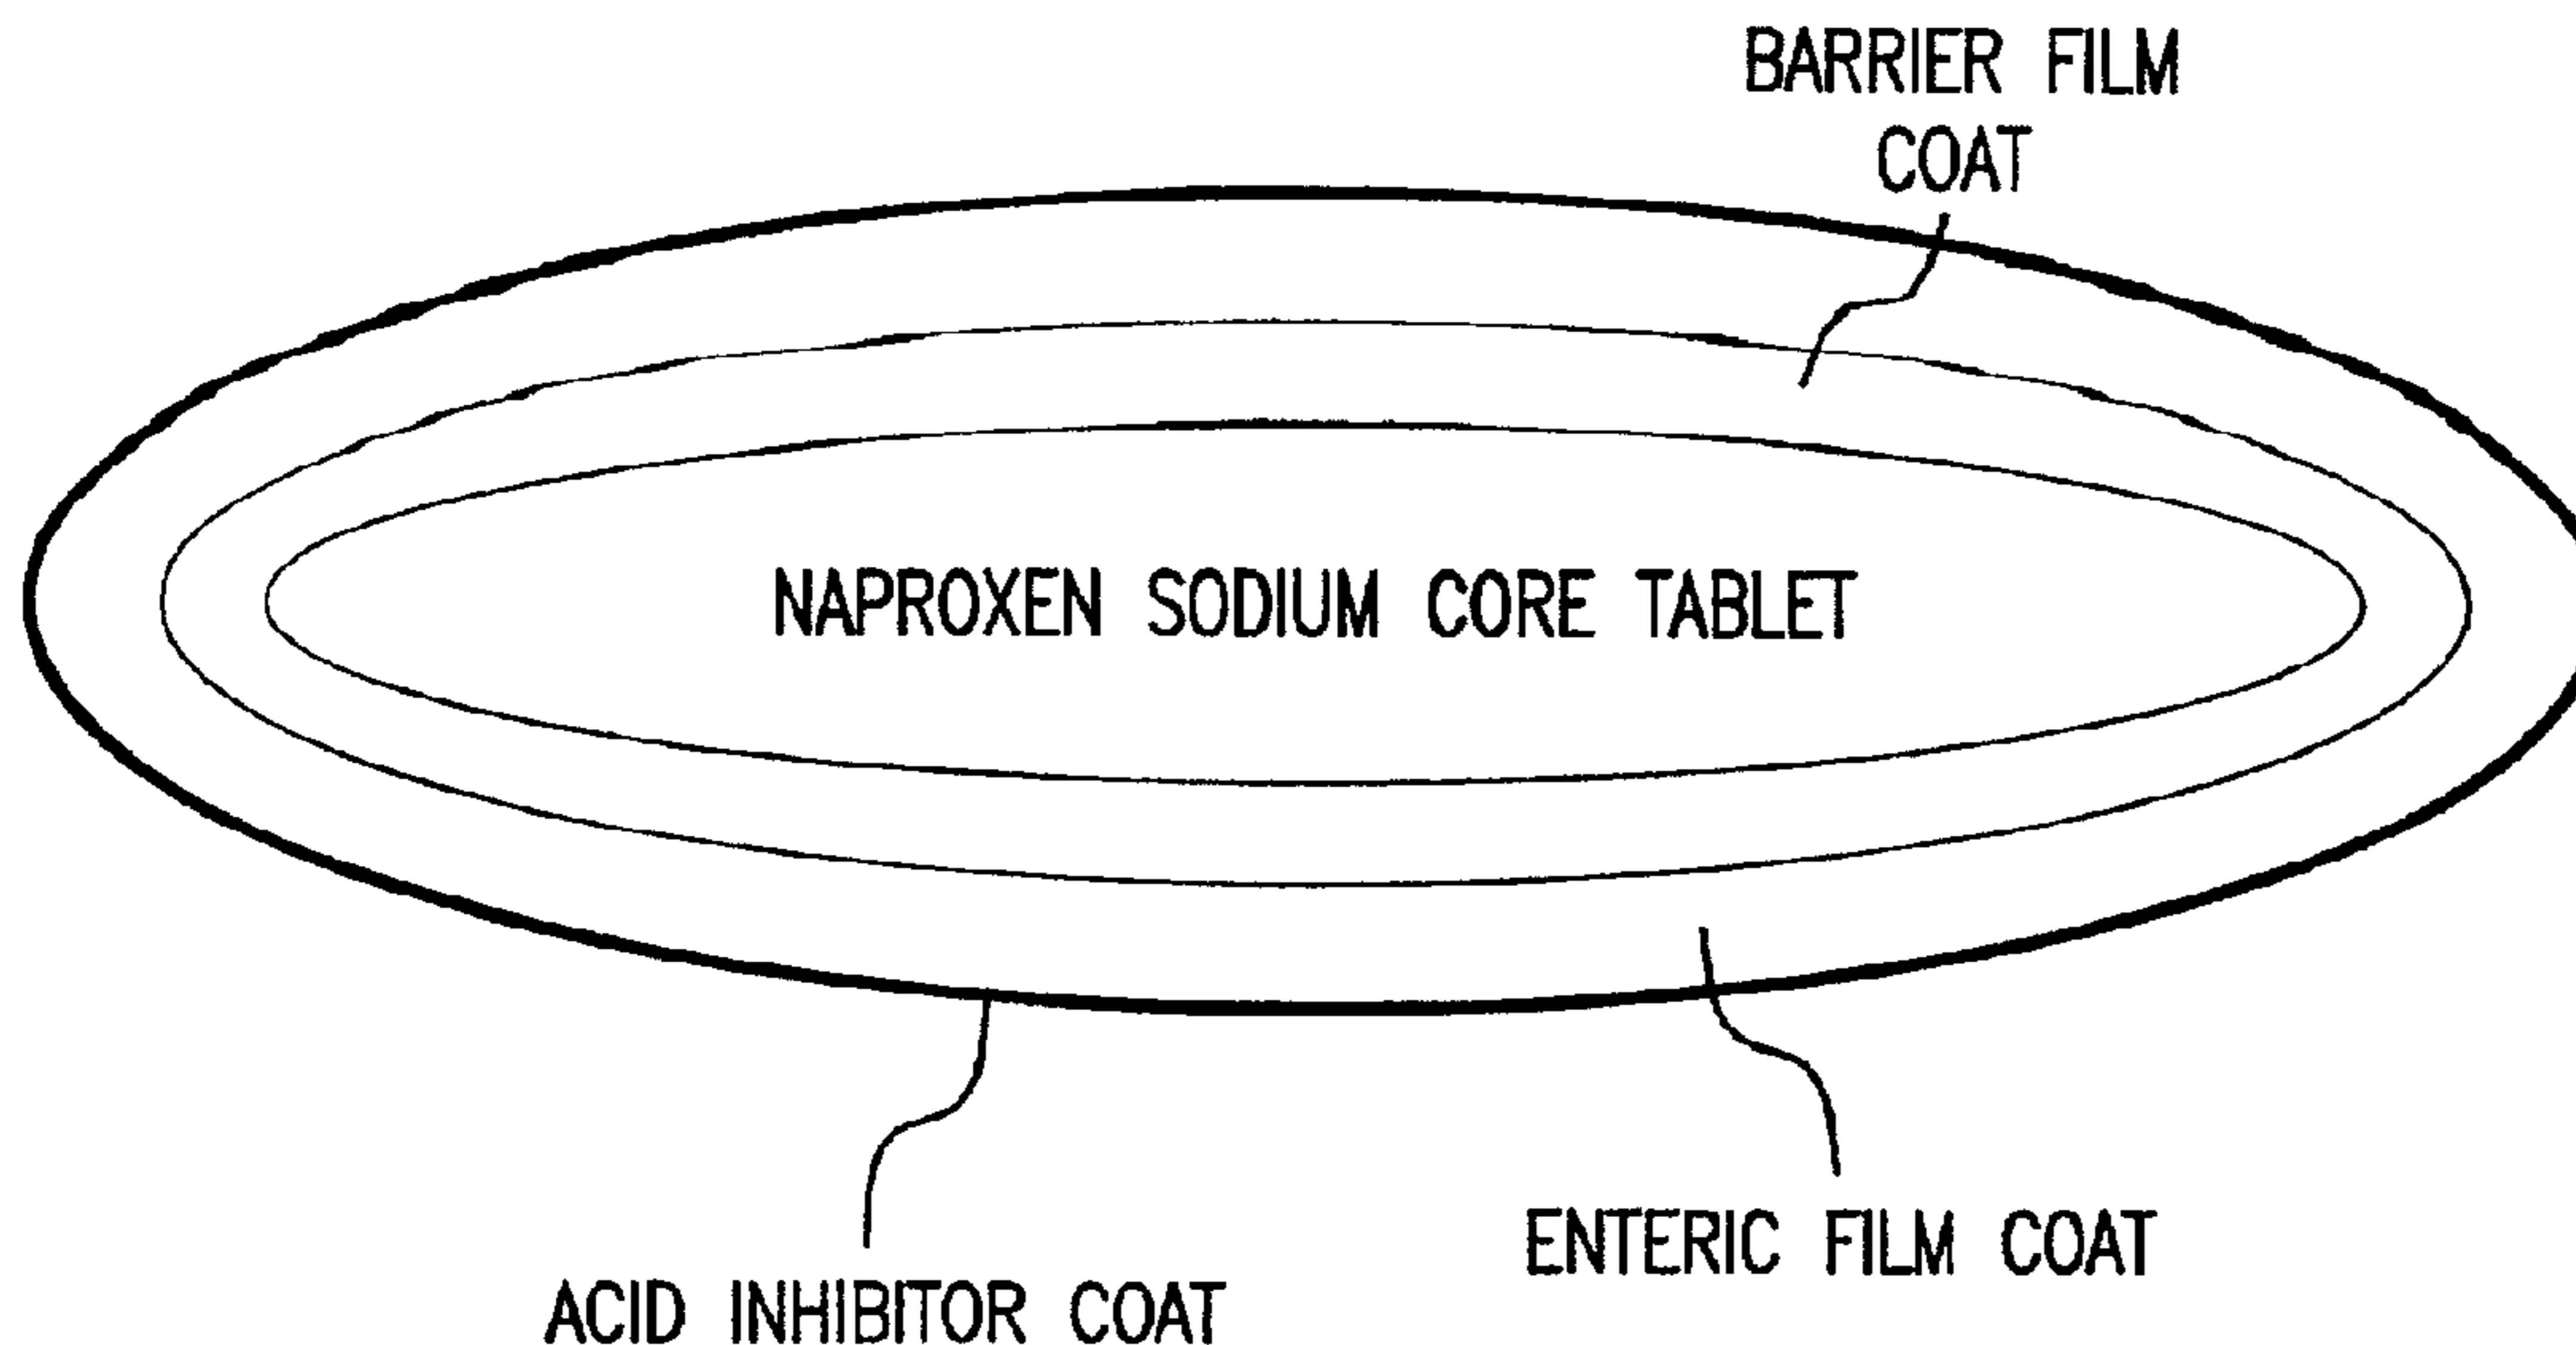 BARRIER FILM
COAT
NAPROXEN SODIUM CORE TABLET
ENTERIC FILM COAT
ACID INHIBITOR COAT